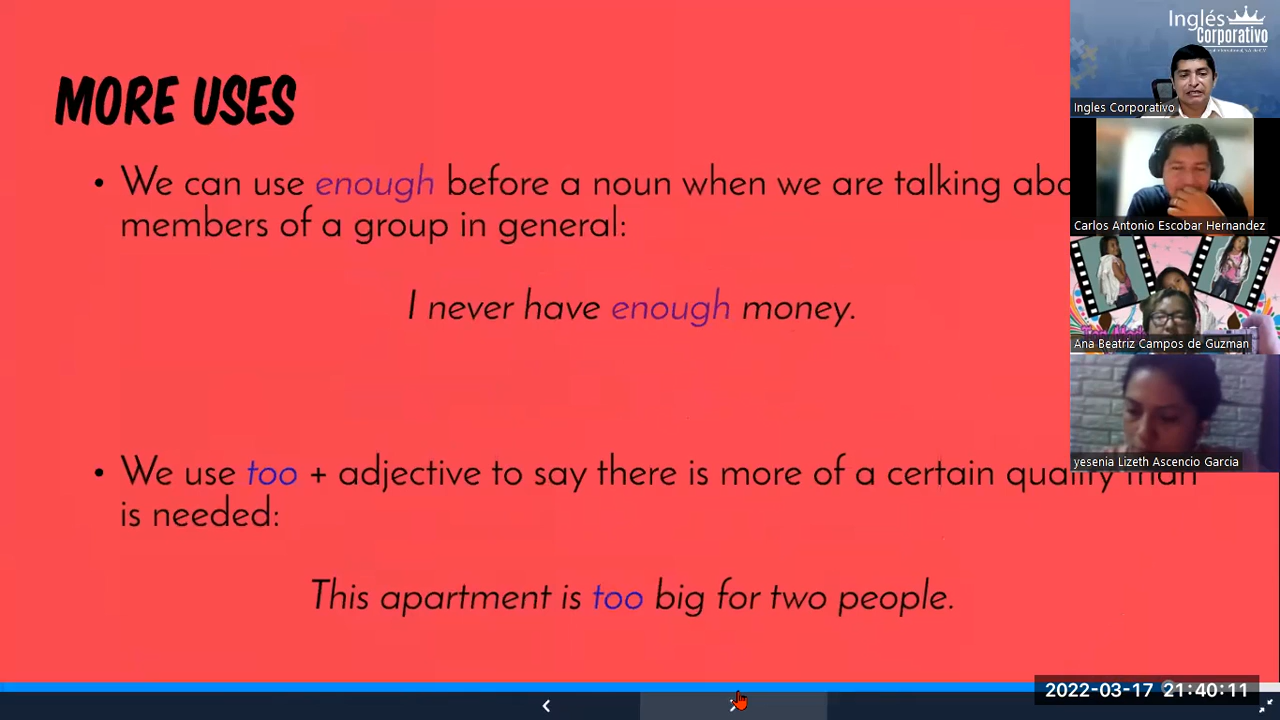 Inglés
Corporativo
MORE USES
Ingles Corporativo
• We can use enough before a noun when we are talking
members of a group in general:
Carlos Antonio Escobar Hernandez
I never have enough money.
Ana Beatriz Campos de Guzman
yesenia Lizeth Ascencio Garcia
• We use too + adjective to say there is more of a certain quality than
is needed:
This apartment is too big for two people.
2022-03-17 21:40:11